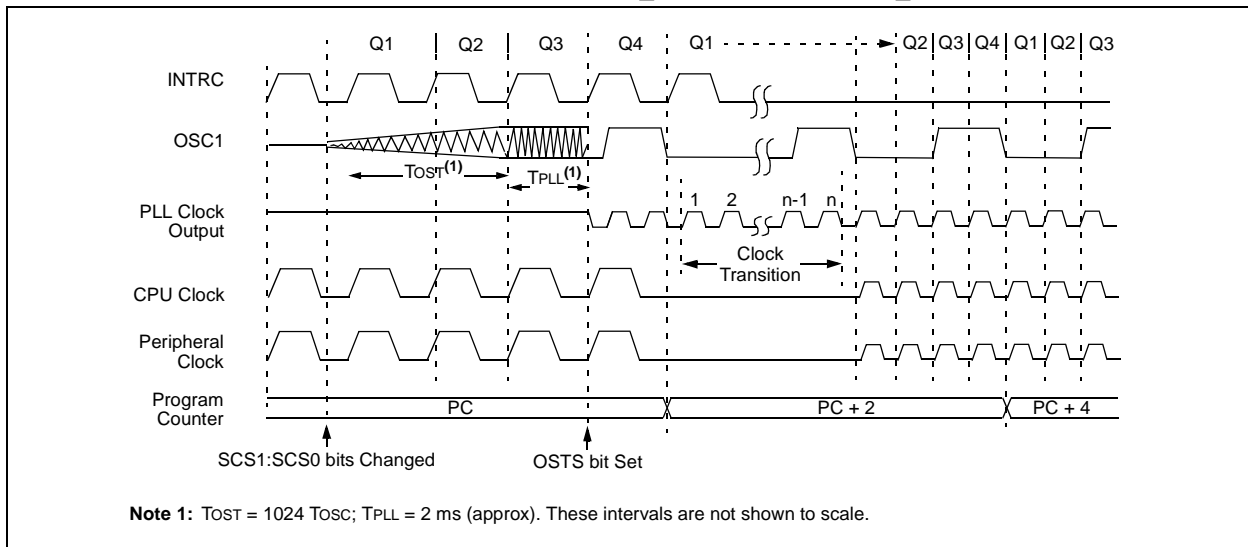 Q1 Q2 Q3 Q4 Q1 Q2 Q3 Q4 Q1 Q2 Q3
INTRC
OSC1
TOST(1) TPLL(1)
PLL Clock
Output
1 2 n-1 n
Clock
Transition
CPU Clock
Peripheral
Clock
Program
Counter
PC PC + 2 PC + 4
SCS1:SCS0 bits Changed OSTS bit Set
Note 1: TOST = 1024 TOSC; TPLL = 2 ms (approx). These intervals are not shown to scale.